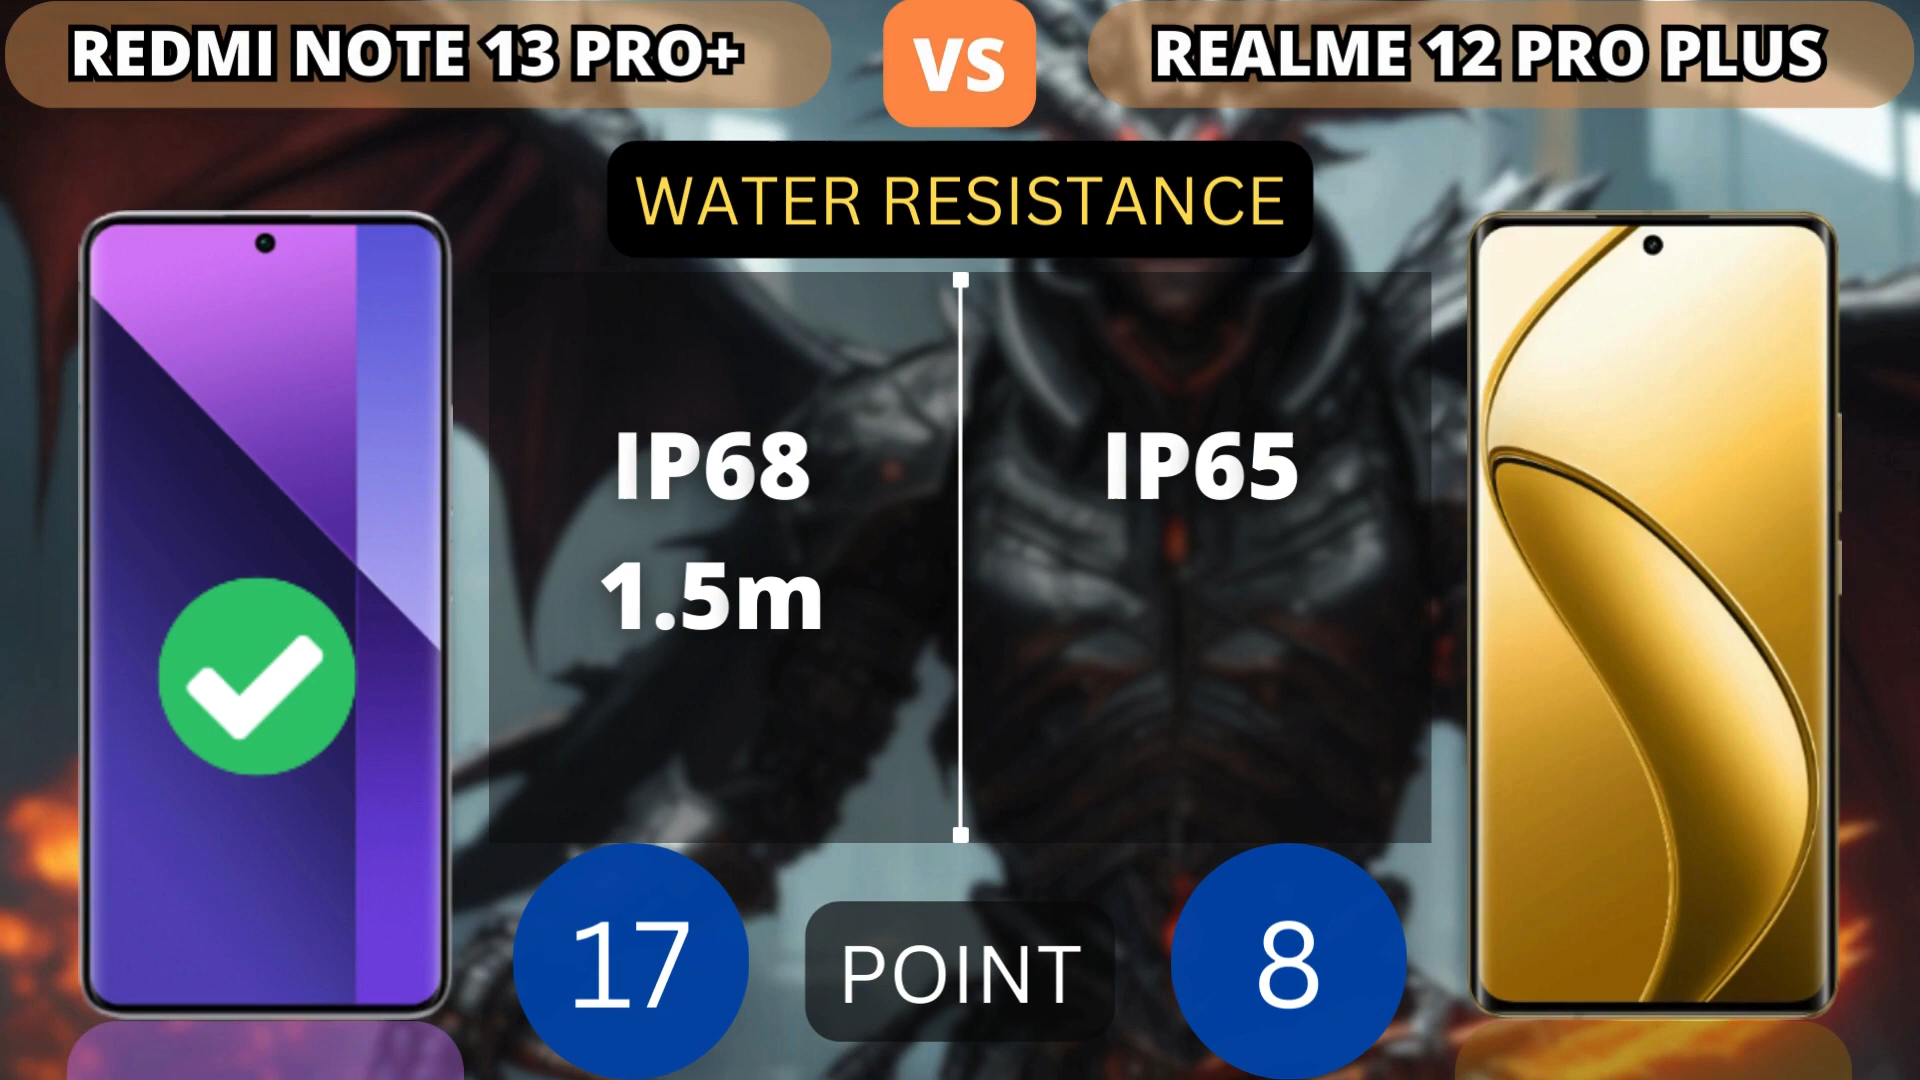 REDMI NOTE 13 PRO+
VS
REALME 12 PRO PLUS
WATER RESISTANCE
IP68
1.5m
IP65
17
POINT
8